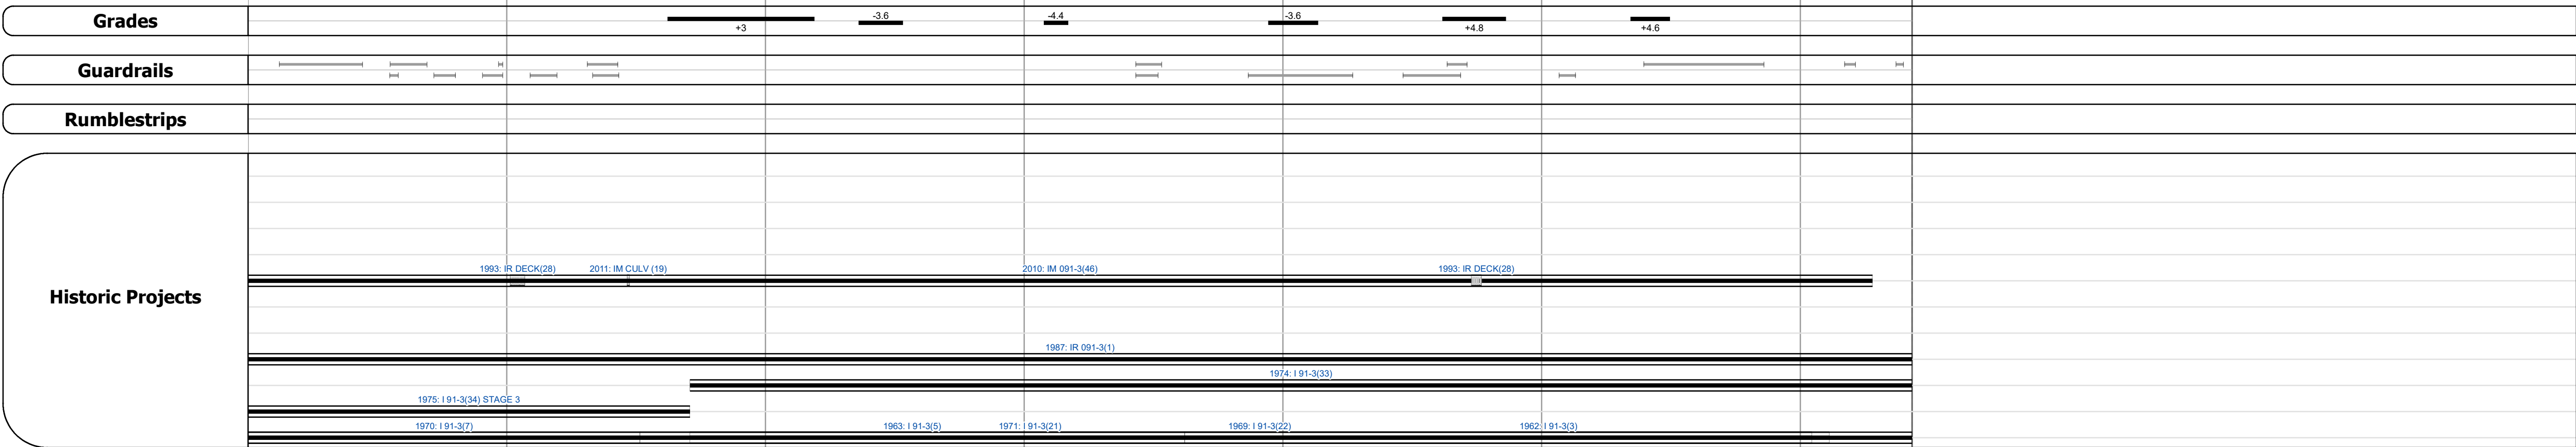 Grades
-3.6
-4.4
-3.6
+3
+4.8
+4.6
Guardrails
Rumblestrips
Historic Projects
1993: IR DECK(28)
2011: IM CULV (19)
2010: IM 091-3(46)
1993: IR DECK(28)
1987: IR 091-3(1)
1974: I 91-3(33)
1975: I 91-3(34) STAGE 3
1970: I 91-3(7)
1963: I 91-3(5)
1971: I 91-3(21)
1969: I 91-3(22)
1962: I 91-3(3)